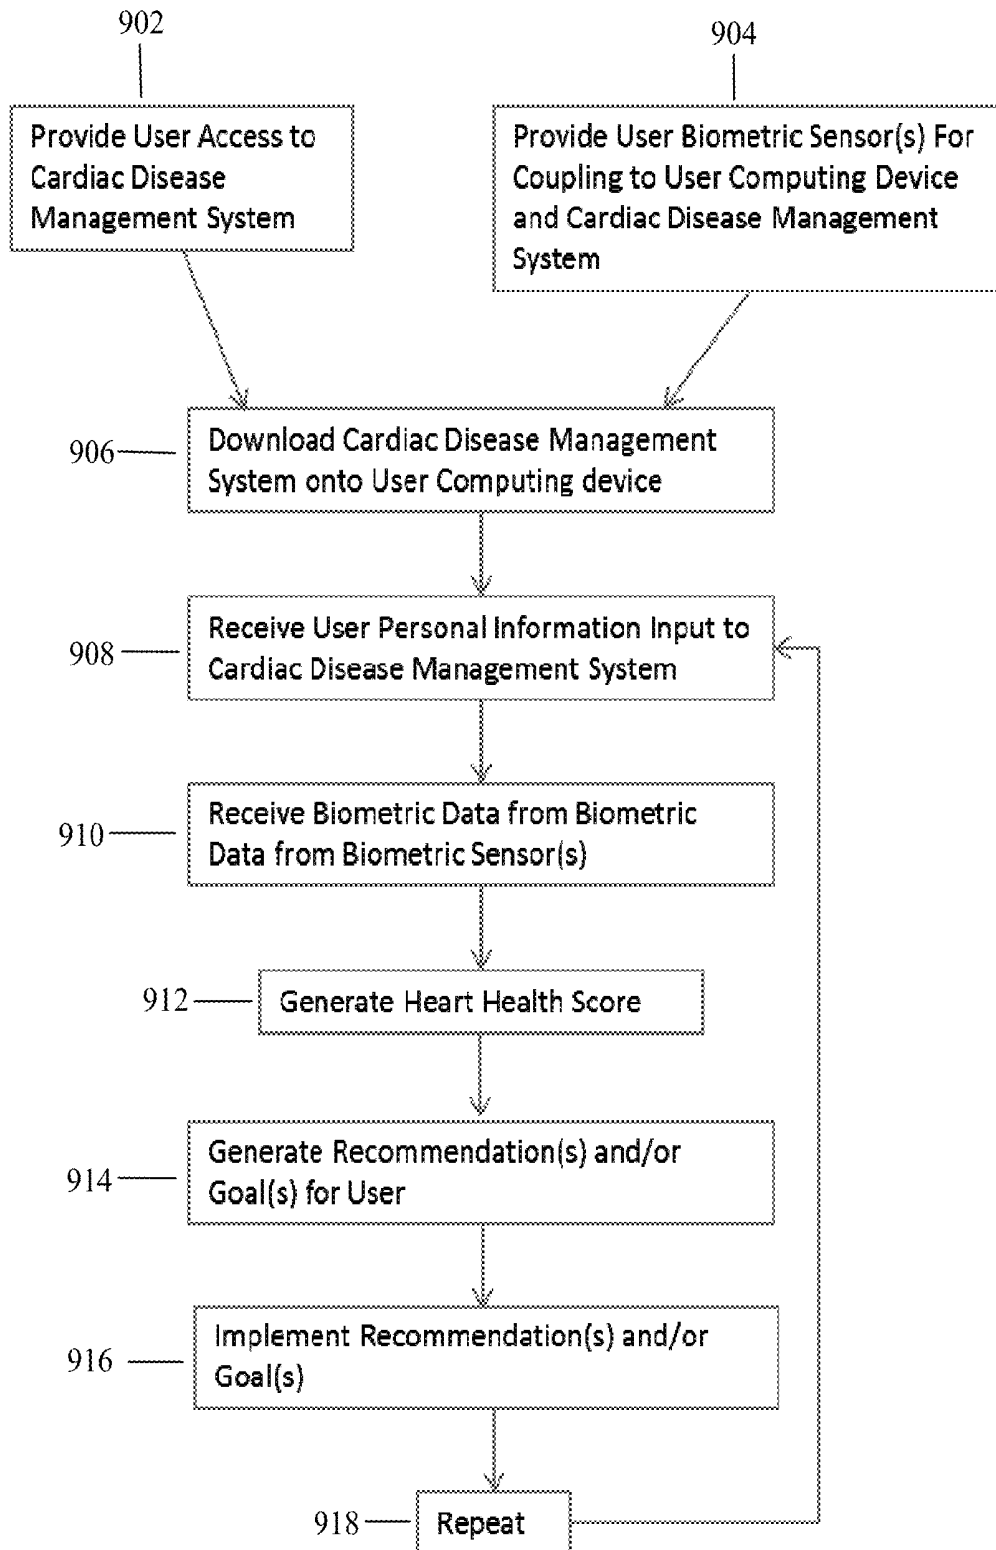 902
904
Provide User Access to
Cardiac Disease
Management System
Provide User Biometric Sensor(s) For
Coupling to User Computing Device
and Cardiac Disease Management
System
906
Download Cardiac Disease Management
System onto User Computing device
908
Receive User Personal Information Input to
Cardiac Disease Management System
910
Receive Biometric Data from Biometric
Data from Biometric Sensor(s)
912
Generate Heart Health Score
914
Generate Recommendation(s) and/or
Goal(s) for User
916
Implement Recommendation(s) and/or
Goal(s)
918
Repeat